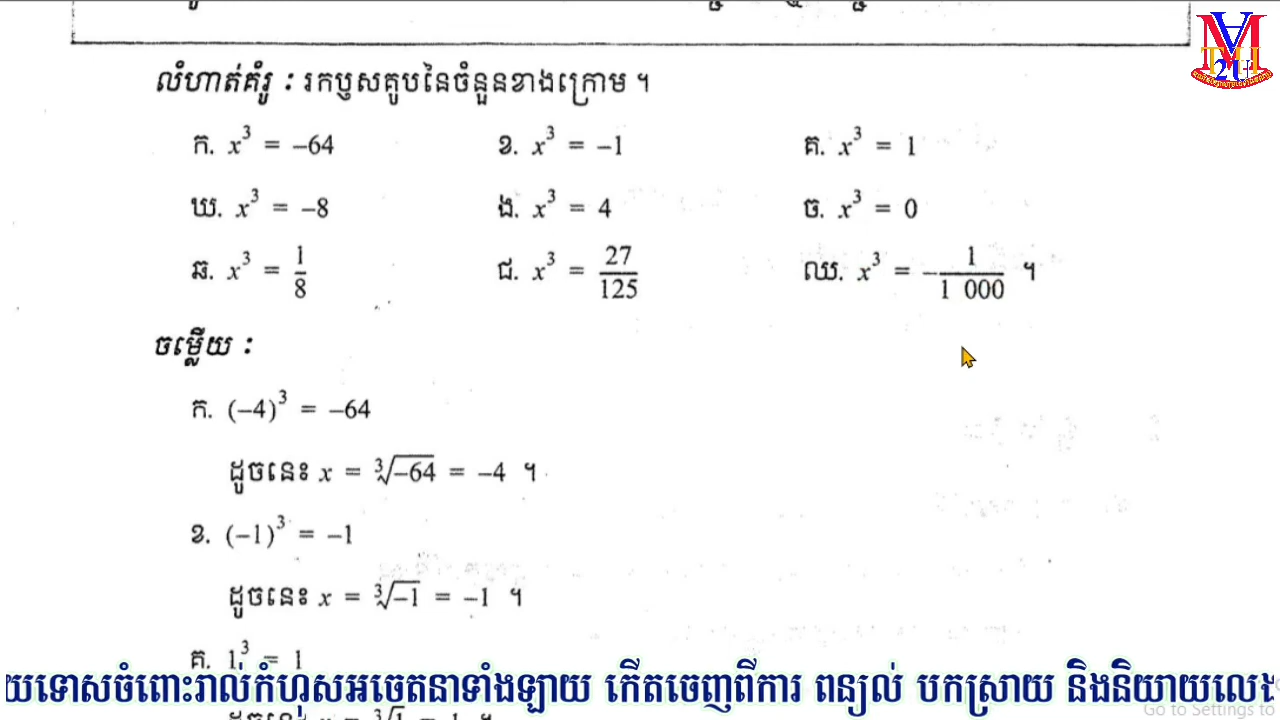 លំហាត់គំរូ : រកឫសគូបនៃចំនួនខាងក្រោម ។
ក. x³ = –64 ខ. x³ = –1 គ. x³ = 1
ឃ. x³ = –8 ង. x³ = 4 ច. x³ = 0
ឆ. x³ = 1/8 ជ. x³ = 27/125 ឈ. x³ = –1/1 000 ។
ចម្លើយ :
ក. (–4)³ = –64
ដូចនេះ x = ∛–64 = –4 ។
ខ. (–1)³ = –1
ដូចនេះ x = ∛–1 = –1 ។
គ. 1³ = 1
យទោសចំពោះរាល់កំហុសអចេតនាទាំងឡាយ កើតចេញពីការ ពន្យល់ បកស្រាយ និងនិយាយលេង
Go to Settings to